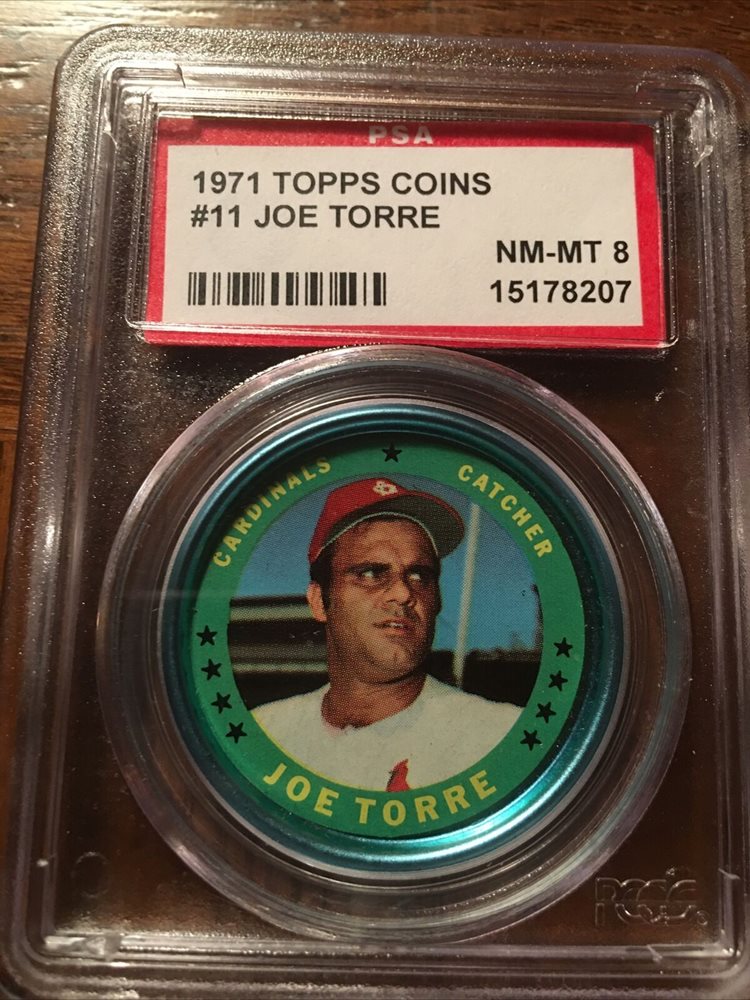 PSA
1971 TOPPS COINS
#11 JOE TORRE
NM-MT 8
15178207
CARDINALS
CATCHER
JOE TORRE
PCGS